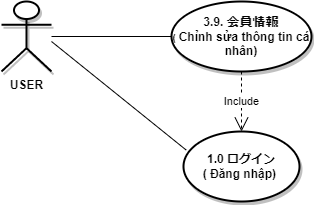 3.9. 会員情報
( Chỉnh sửa thông tin cá
nhân)
USER
Include
1.0 ログイン
( Đăng nhập)